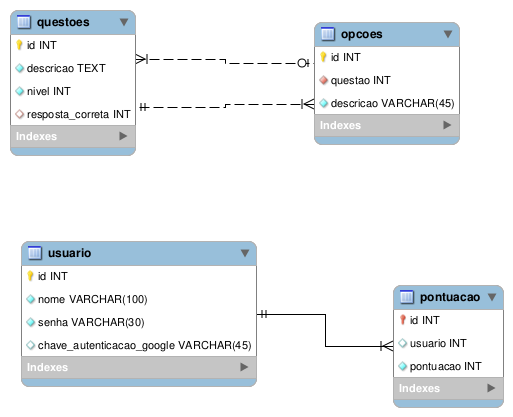 questoes
id INT
descricao TEXT
nivel INT
resposta_correta INT
Indexes
opcoes
id INT
questao INT
descricao VARCHAR(45)
Indexes
usuario
id INT
nome VARCHAR(100)
senha VARCHAR(30)
chave_autenticacao_google VARCHAR(45)
Indexes
pontuacao
id INT
usuario INT
pontuacao INT
Indexes